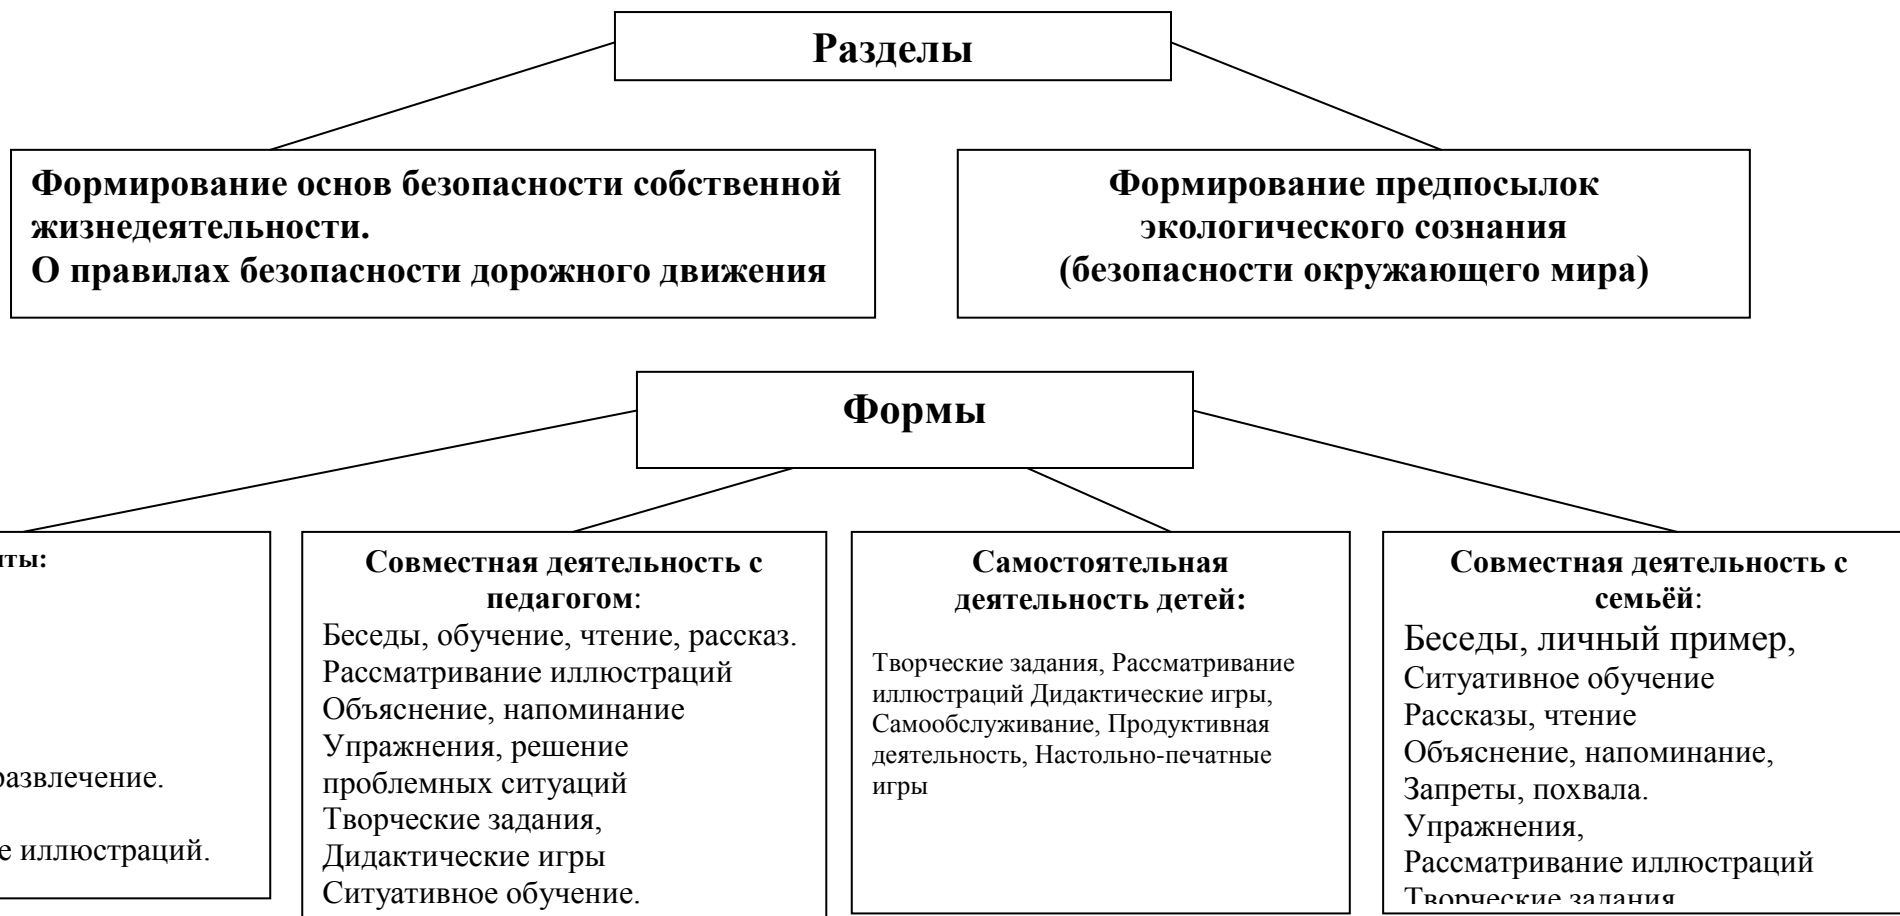 Разделы
Формирование основ безопасности собственной
жизнедеятельности.
О правилах безопасности дорожного движения
Формирование предпосылок
экологического сознания
(безопасности окружающего мира)
Формы
развлечение.
иллюстраций.
Совместная деятельность с
педагогом:
Беседы, обучение, чтение, рассказ.
Рассматривание иллюстраций
Объяснение, напоминание
Упражнения, решение
проблемных ситуаций
Творческие задания,
Дидактические игры
Ситуативное обучение.
Самостоятельная
деятельность детей:
Творческие задания, Рассматривание
иллюстраций Дидактические игры,
Самообслуживание, Продуктивная
деятельность, Настольно-печатные
игры
Совместная деятельность с
семьёй:
Беседы, личный пример,
Ситуативное обучение
Рассказы, чтение
Объяснение, напоминание,
Запреты, похвала.
Упражнения,
Рассматривание иллюстраций
Творческие задания